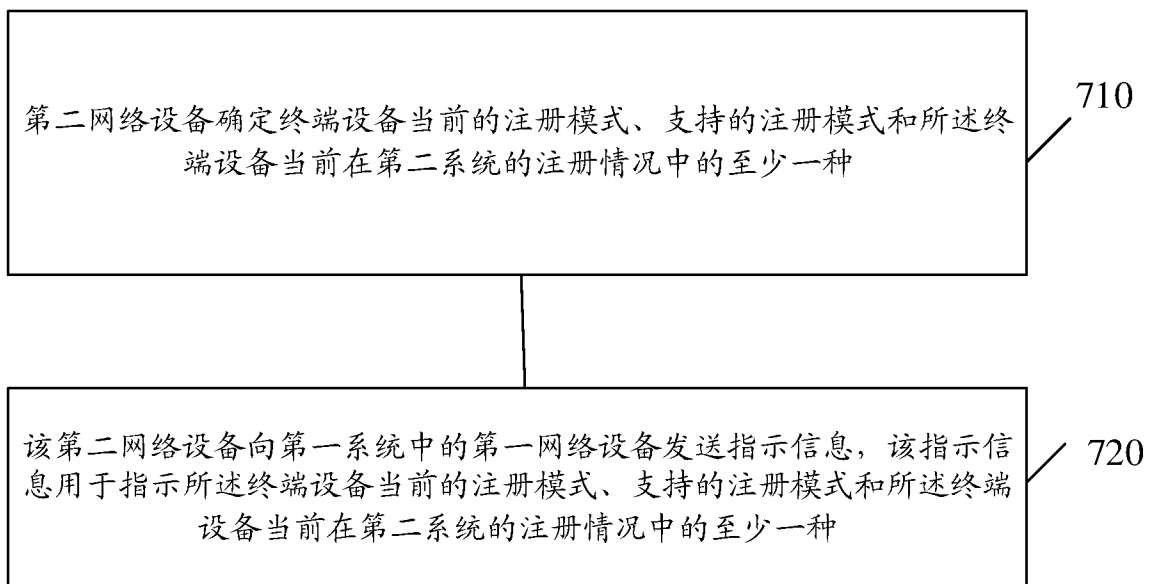 第二网络设备确定终端设备当前的注册模式、支持的注册模式和所述终
端设备当前在第二系统的注册情况中的至少一种
710
该第二网络设备向第一系统中的第一网络设备发送指示信息，该指示信
息用于指示所述终端设备当前的注册模式、支持的注册模式和所述终端
设备当前在第二系统的注册情况中的至少一种
720